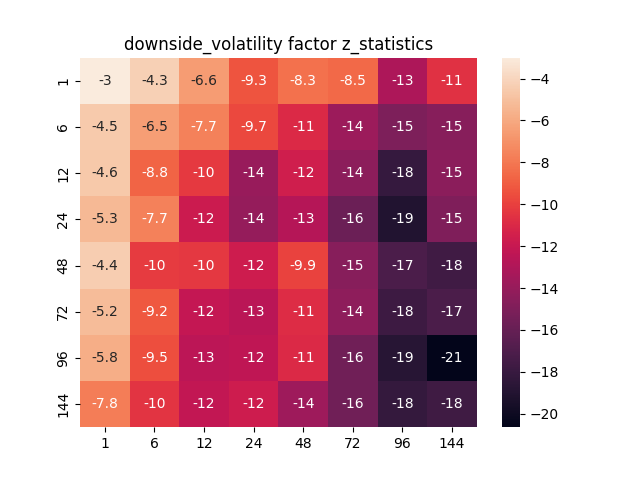 downside_volatility factor z_statistics
1 -3 -4.3 -6.6 -9.3 -8.3 -8.5 -13 -11
6 -4.5 -6.5 -7.7 -9.7 -11 -14 -15 -15
12 -4.6 -8.8 -10 -14 -12 -14 -18 -15
24 -5.3 -7.7 -12 -14 -13 -16 -19 -15
48 -4.4 -10 -10 -12 -9.9 -15 -17 -18
72 -5.2 -9.2 -12 -13 -11 -14 -18 -17
96 -5.8 -9.5 -13 -12 -11 -16 -19 -21
144 -7.8 -10 -12 -12 -14 -16 -18 -18
1 6 12 24 48 72 96 144
−4
−6
−8
−10
−12
−14
−16
−18
−20